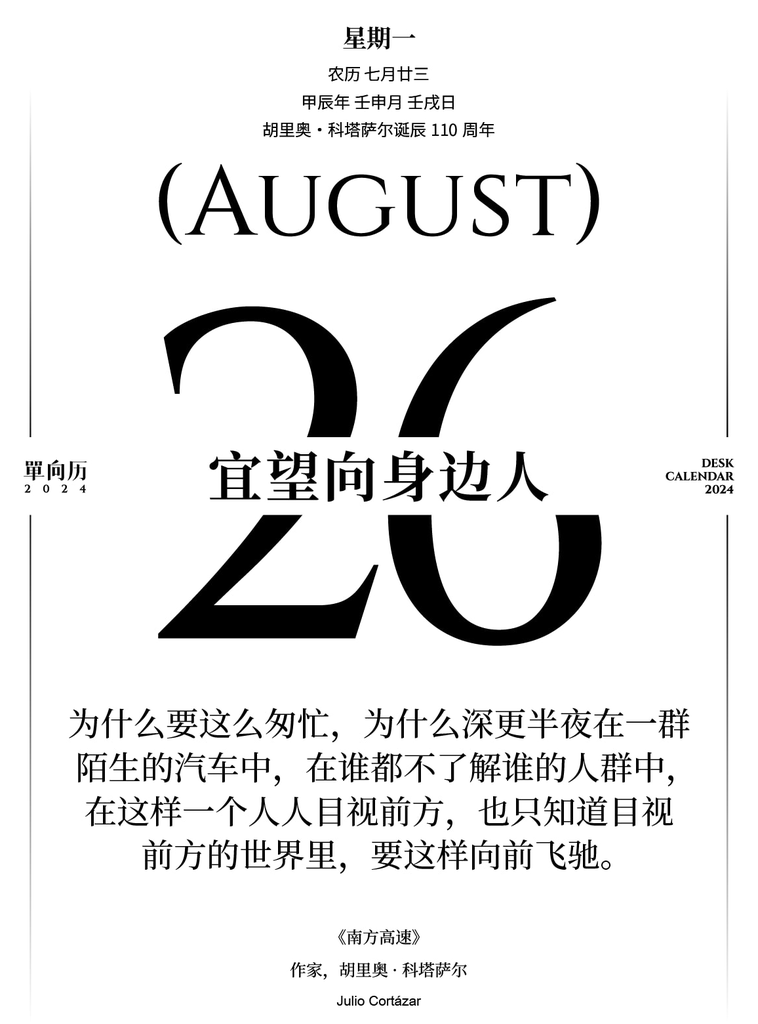 星期一
农历 七月廿三
甲辰年 壬申月 壬戌日
胡里奥·科塔萨尔诞辰 110 周年
(AUGUST)
26
單向历
2 0 2 4
宜望向身边人
DESK
CALENDAR
2024
为什么要这么匆忙，为什么深更半夜在一群
陌生的汽车中，在谁都不了解谁的人群中，
在这样一个人人目视前方，也只知道目视
前方的世界里，要这样向前飞驰。
《南方高速》
作家，胡里奥·科塔萨尔
Julio Cortázar